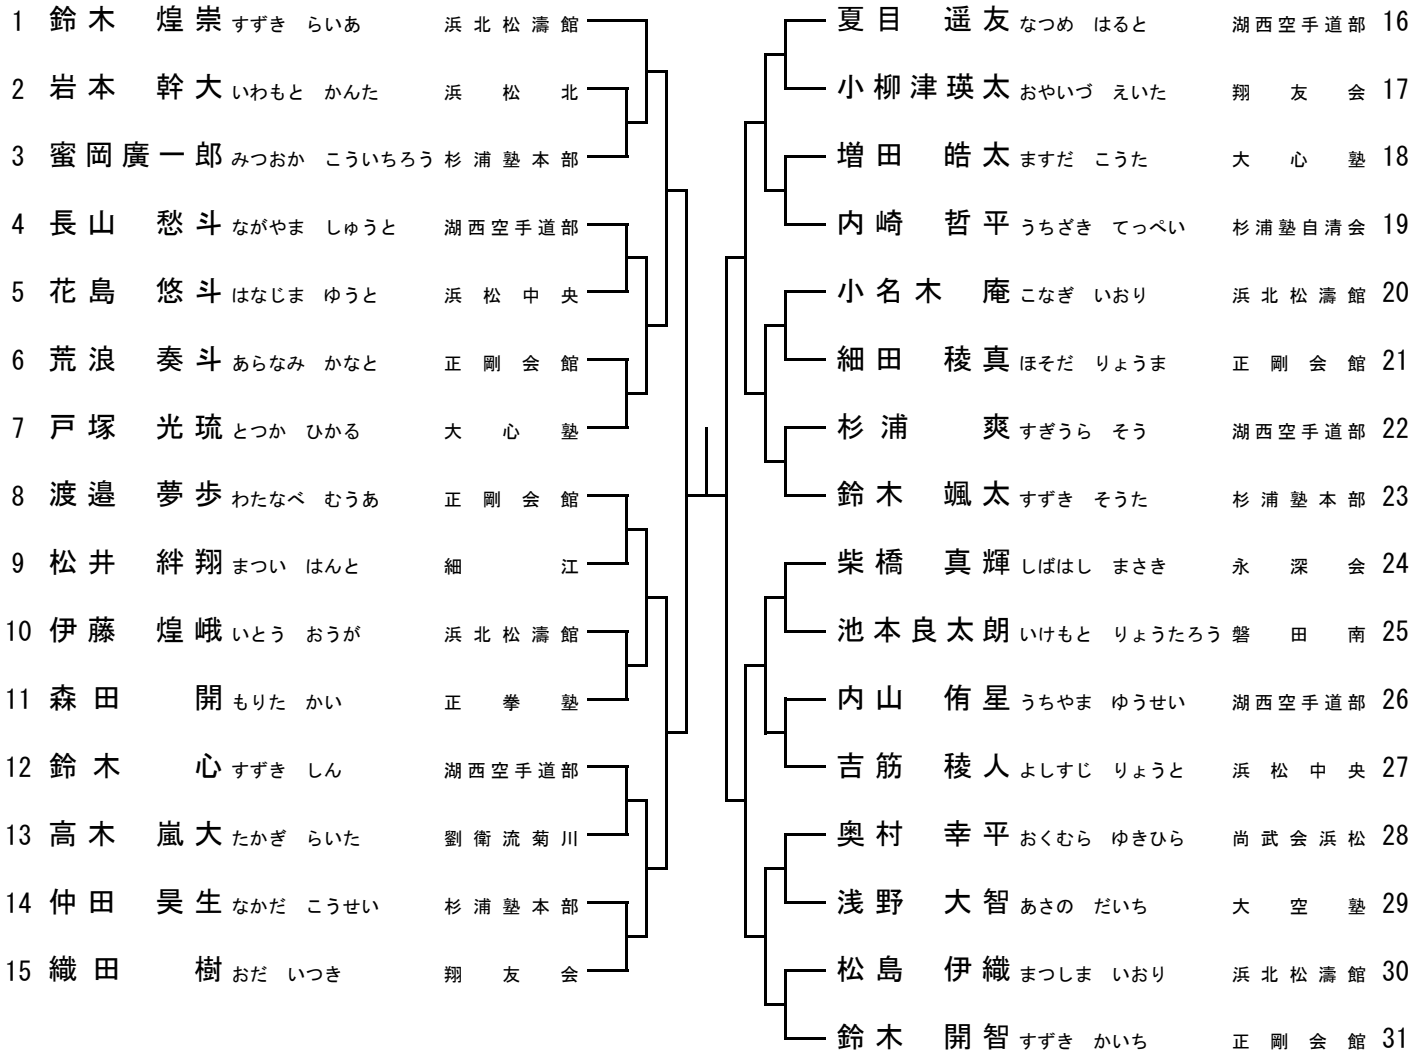 1 鈴木 煌崇 すずき らいあ 浜北松濤館
2 岩本 幹大 いわもと かんた 浜松北
3 蜜岡廣一郎 みつおか こういちろう 杉浦塾本部
4 長山 愁斗 ながやま しゅうと 湖西空手道部
5 花島 悠斗 はなじま ゆうと 浜松中央
6 荒浪 奏斗 あらなみ かなと 正剛会館
7 戸塚 光琉 とつか ひかる 大心塾
8 渡邉 夢歩 わたなべ むうあ 正剛会館
9 松井 絆翔 まつい はんと 細江
10 伊藤 煌峨 いとう おうが 浜北松濤館
11 森田 開 もりた かい 正拳塾
12 鈴木 心 すずき しん 湖西空手道部
13 高木 嵐大 たかぎ らいた 劉衛流菊川
14 仲田 昊生 なかだ こうせい 杉浦塾本部
15 織田 樹 おだ いつき 翔友会
夏目 遥友 なつめ はると 湖西空手道部 16
小柳津瑛太 おやいづ えいた 翔友会 17
増田 皓太 ますだ こうた 大心塾 18
内崎 哲平 うちざき てっぺい 杉浦塾自清会 19
小名木 庵 こなぎ いおり 浜北松濤館 20
細田 稜真 ほそだ りょうま 正剛会館 21
杉浦 爽 すぎうら そう 湖西空手道部 22
鈴木 颯太 すずき そうた 杉浦塾本部 23
柴橋 真輝 しばはし まさき 永深会 24
池本良太朗 いけもと りょうたろう 磐田南 25
内山 侑星 うちやま ゆうせい 湖西空手道部 26
吉筋 稜人 よしすじ りょうと 浜松中央 27
奥村 幸平 おくむら ゆきひら 尚武会浜松 28
浅野 大智 あさの だいち 大空塾 29
松島 伊織 まつしま いおり 浜北松濤館 30
鈴木 開智 すずき かいち 正剛会館 31